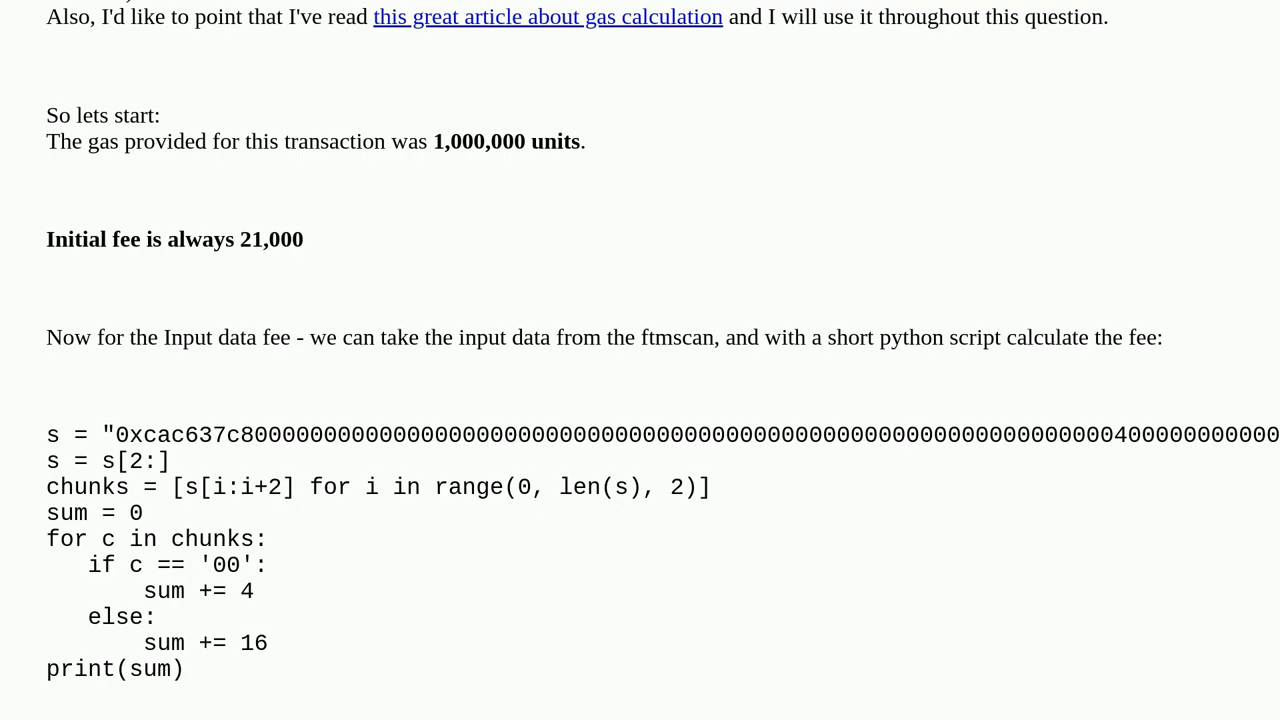 Also, I'd like to point that I've read this great article about gas calculation and I will use it throughout this question.
So lets start:
The gas provided for this transaction was 1,000,000 units.
Initial fee is always 21,000
Now for the Input data fee - we can take the input data from the ftmscan, and with a short python script calculate the fee:
s = "0xcac637c80000000000000000000000000000000000000000000000000000000000000000400000000000
s = s[2:]
chunks = [s[i:i+2] for i in range(0, len(s), 2)]
sum = 0
for c in chunks:
   if c == '00':
       sum += 4
   else:
       sum += 16
print(sum)